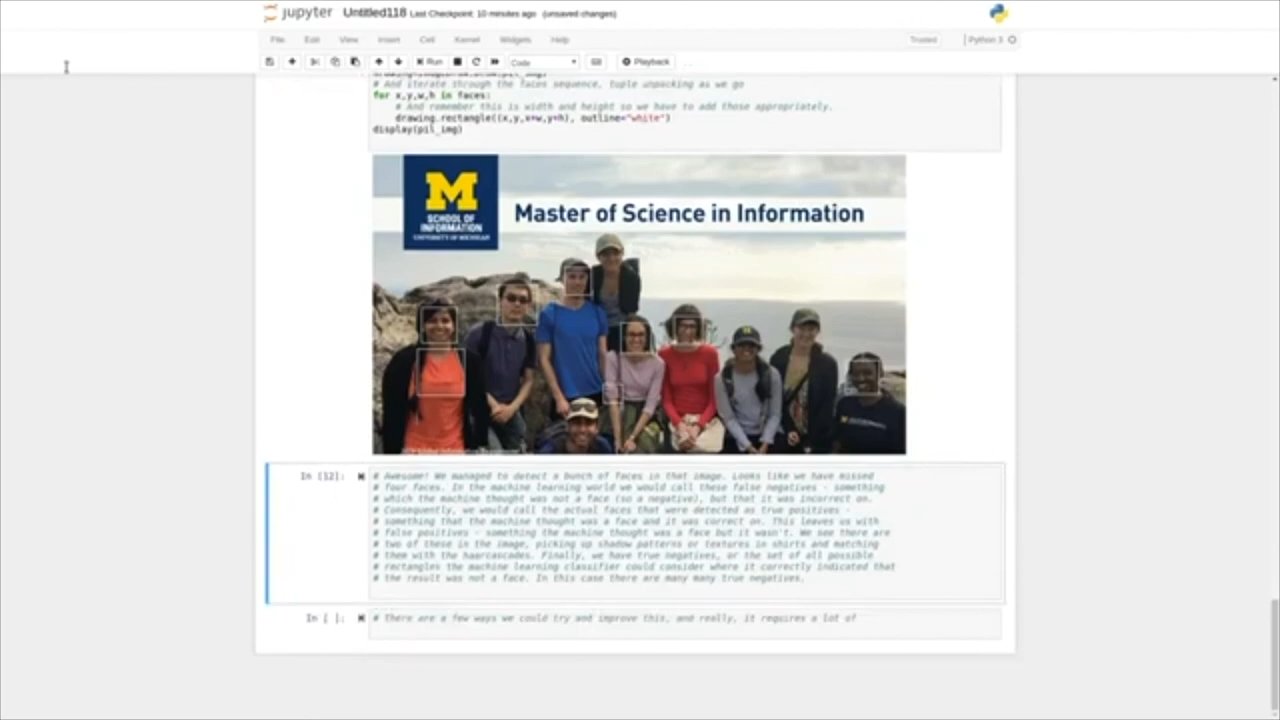 jupyter Untitled118 Last Checkpoint: 10 minutes ago (unsaved changes)
File Edit View Insert Cell Kernel Widgets Help Trusted Python 3
Run Code Playback
# And iterate through the faces sequence, tuple unpacking as we go
for x,y,w,h in faces:
# And remember this is width and height so we have to add those appropriately.
drawing.rectangle((x,y,x+w,y+h), outline="white")
display(pil_img)
M
SCHOOL OF
INFORMATION
UNIVERSITY OF MICHIGAN
Master of Science in Information
In [12]:
# Awesome! We managed to detect a bunch of faces in that image. Looks like we have missed
# four faces. In the machine learning world we would call these false negatives - something
# which the machine thought was not a face (so a negative), but that it was incorrect on.
# Consequently, we would call the actual faces that were detected as true positives -
# something that the machine thought was a face and it was correct on. This leaves us with
# false positives - something the machine thought was a face but it wasn't. We see there are
# two of these in the image, picking up shadow patterns or textures in shirts and matching
# them with the haarcascades. Finally, we have true negatives, or the set of all possible
# rectangles the machine learning classifier could consider where it correctly indicated that
# the result was not a face. In this case there are many many true negatives.
In [ ]:
# There are a few ways we could try and improve this, and really, it requires a lot of